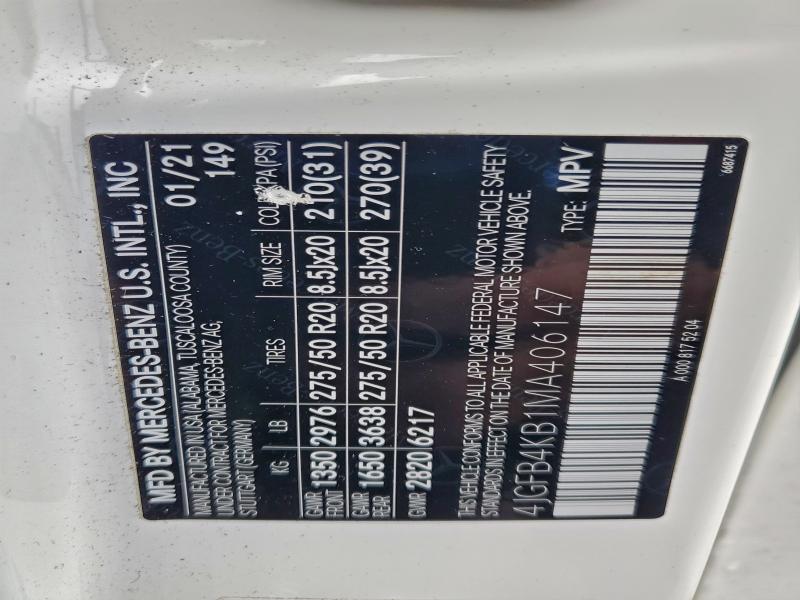 MFD BY MERCEDES-BENZ U.S. INTL., INC
MANUFACTURED IN USA (ALABAMA, TUSCALOOSA COUNTY) 01/21
UNDER CONTRACT FOR MERCEDES-BENZ AG, 149
STUTTGART (GERMANY)
KG LB TIRES RIM SIZE COLD (PSI)
GAWR FRONT 1350 2976 275/50 R20 8.5Jx20 210(31)
GAWR REAR 1650 3638 275/50 R20 8.5Jx20 270(39)
GVWR 2820 6217
THIS VEHICLE CONFORMS TO ALL APPLICABLE FEDERAL MOTOR VEHICLE SAFETY
STANDARDS IN EFFECT ON THE DATE OF MANUFACTURE SHOWN ABOVE.
4JGFB4KB1MA406147 TYPE: MPV
A 000 817 52 04 6687415